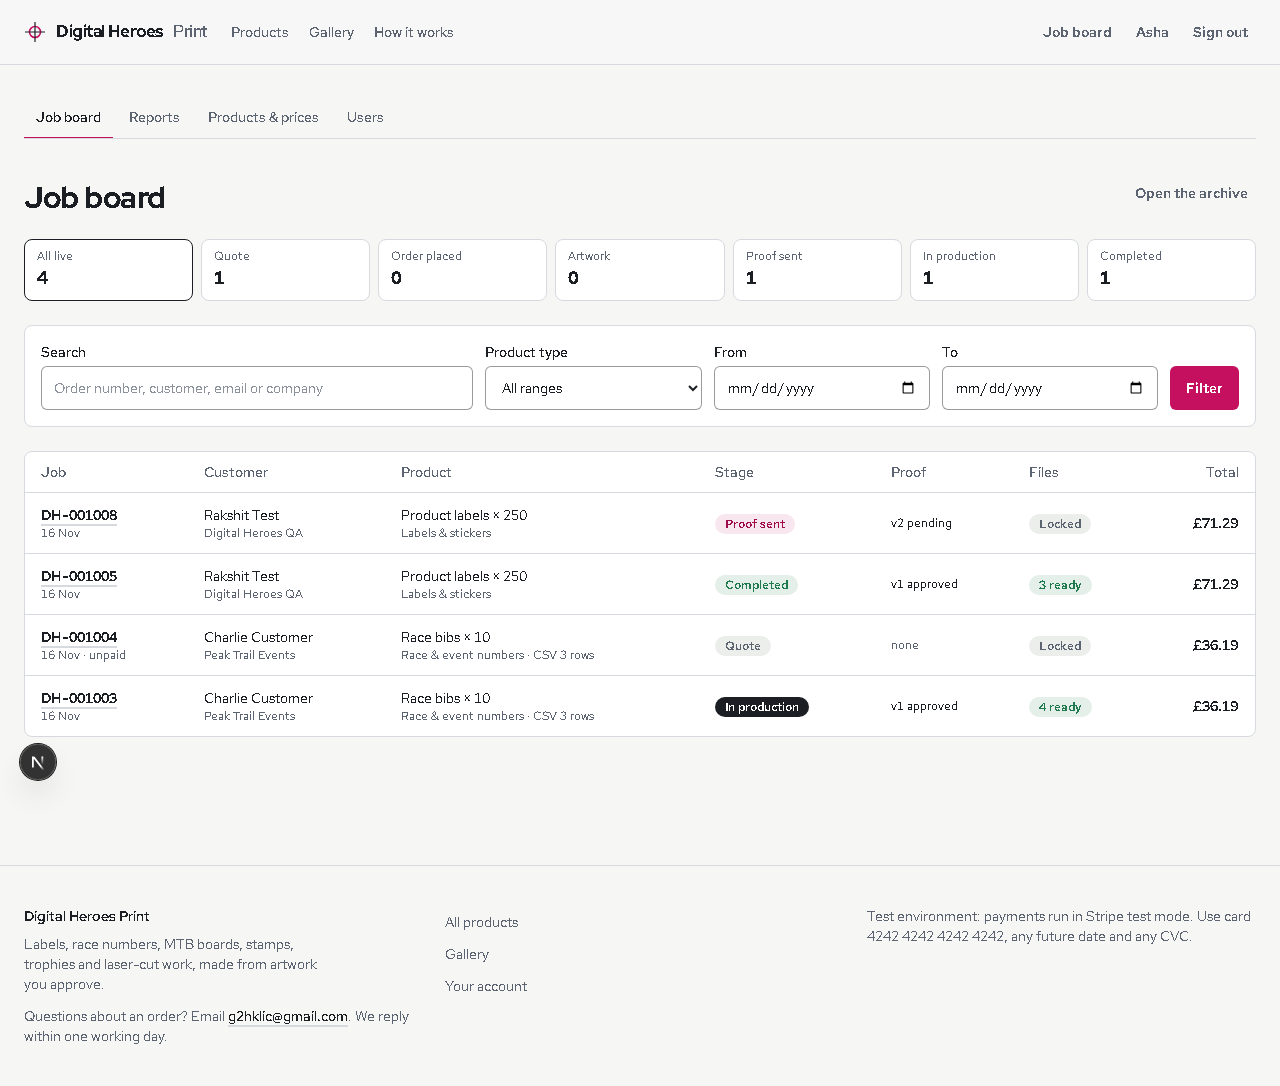 Digital Heroes Print Products Gallery How it works Job board Asha Sign out
Job board Reports Products & prices Users
Job board Open the archive
All live Quote Order placed Artwork Proof sent In production Completed
4 1 0 0 1 1 1
Search Product type From To
Order number, customer, email or company All ranges mm/dd/yyyy mm/dd/yyyy Filter
Job Customer Product Stage Proof Files Total
DH-001008 Rakshit Test Product labels × 250 Proof sent v2 pending Locked £71.29
16 Nov Digital Heroes QA Labels & stickers
DH-001005 Rakshit Test Product labels × 250 Completed v1 approved 3 ready £71.29
16 Nov Digital Heroes QA Labels & stickers
DH-001004 Charlie Customer Race bibs × 10 Quote none Locked £36.19
16 Nov · unpaid Peak Trail Events Race & event numbers · CSV 3 rows
DH-001003 Charlie Customer Race bibs × 10 In production v1 approved 4 ready £36.19
16 Nov Peak Trail Events Race & event numbers · CSV 3 rows
N
Digital Heroes Print
Labels, race numbers, MTB boards, stamps,
trophies and laser-cut work, made from artwork
you approve.
Questions about an order? Email g2hklic@gmail.com. We reply
within one working day.
All products
Gallery
Your account
Test environment: payments run in Stripe test mode. Use card
4242 4242 4242 4242, any future date and any CVC.